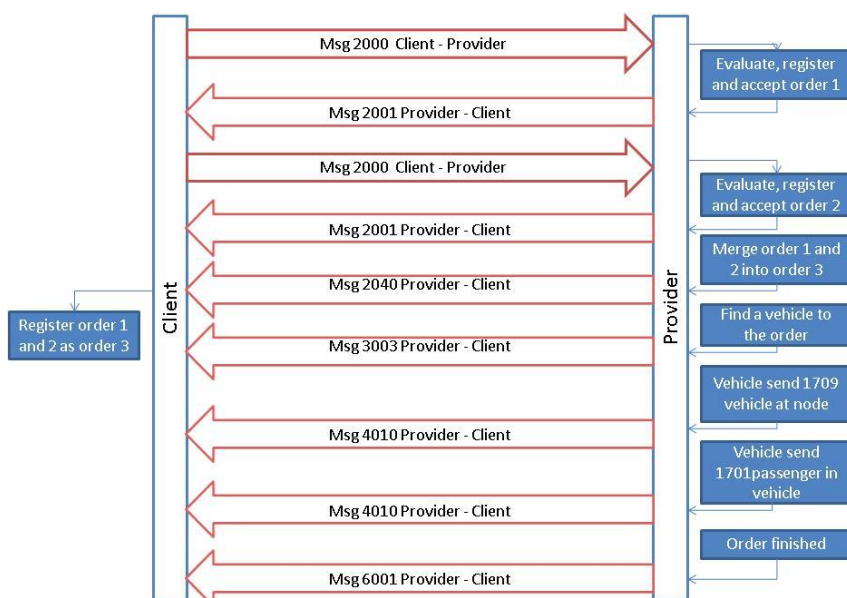 Msg 2000 Client - Provider
Evaluate, register
and accept order 1
Msg 2001 Provider - Client
Msg 2000 Client - Provider
Evaluate, register
and accept order 2
Msg 2001 Provider - Client
Merge order 1 and
2 into order 3
Msg 2040 Provider - Client
Client
Provider
Register order 1
and 2 as order 3
Find a vehicle to
the order
Msg 3003 Provider - Client
Vehicle send 1709
vehicle at node
Msg 4010 Provider - Client
Vehicle send
1701passenger in
vehicle
Msg 4010 Provider - Client
Order finished
Msg 6001 Provider - Client